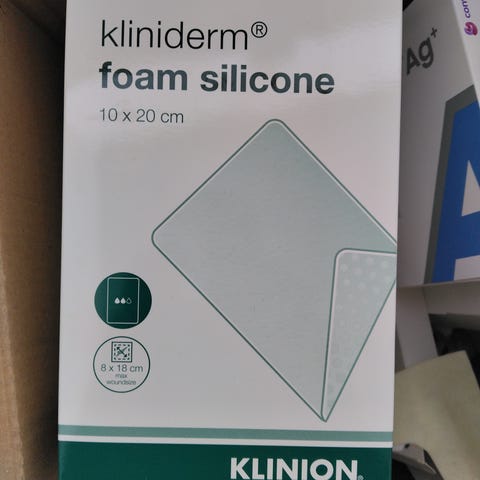 kliniderm®
foam silicone
10 x 20 cm
8 x 18 cm
max
woundsize
KLINION®
Ag+